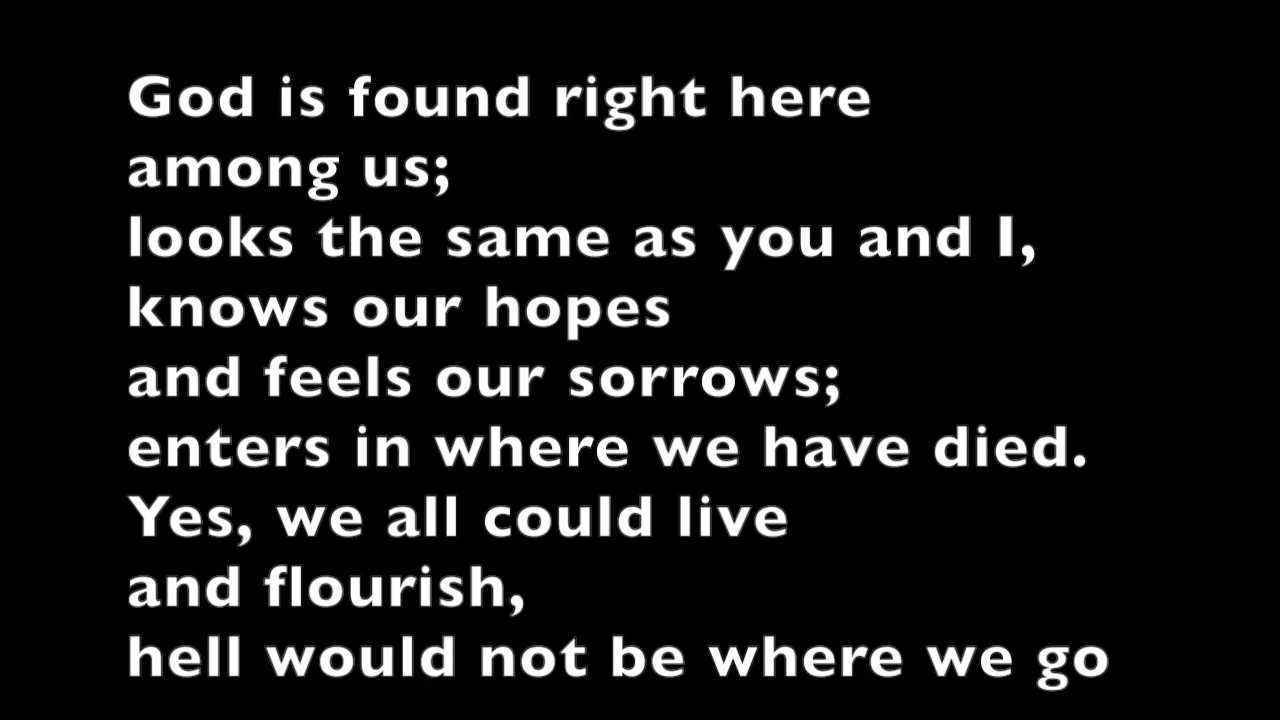 God is found right here
among us;
looks the same as you and I,
knows our hopes
and feels our sorrows;
enters in where we have died.
Yes, we all could live
and flourish,
hell would not be where we go